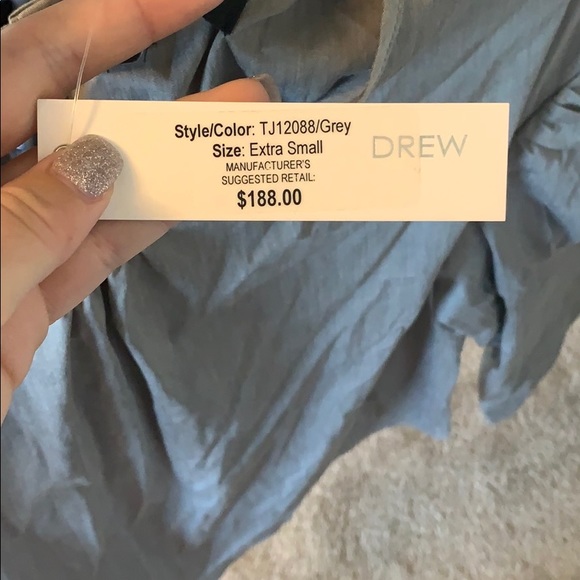 Style/Color: TJ12088/Grey
Size: Extra Small
MANUFACTURER'S
SUGGESTED RETAIL:
$188.00
DREW